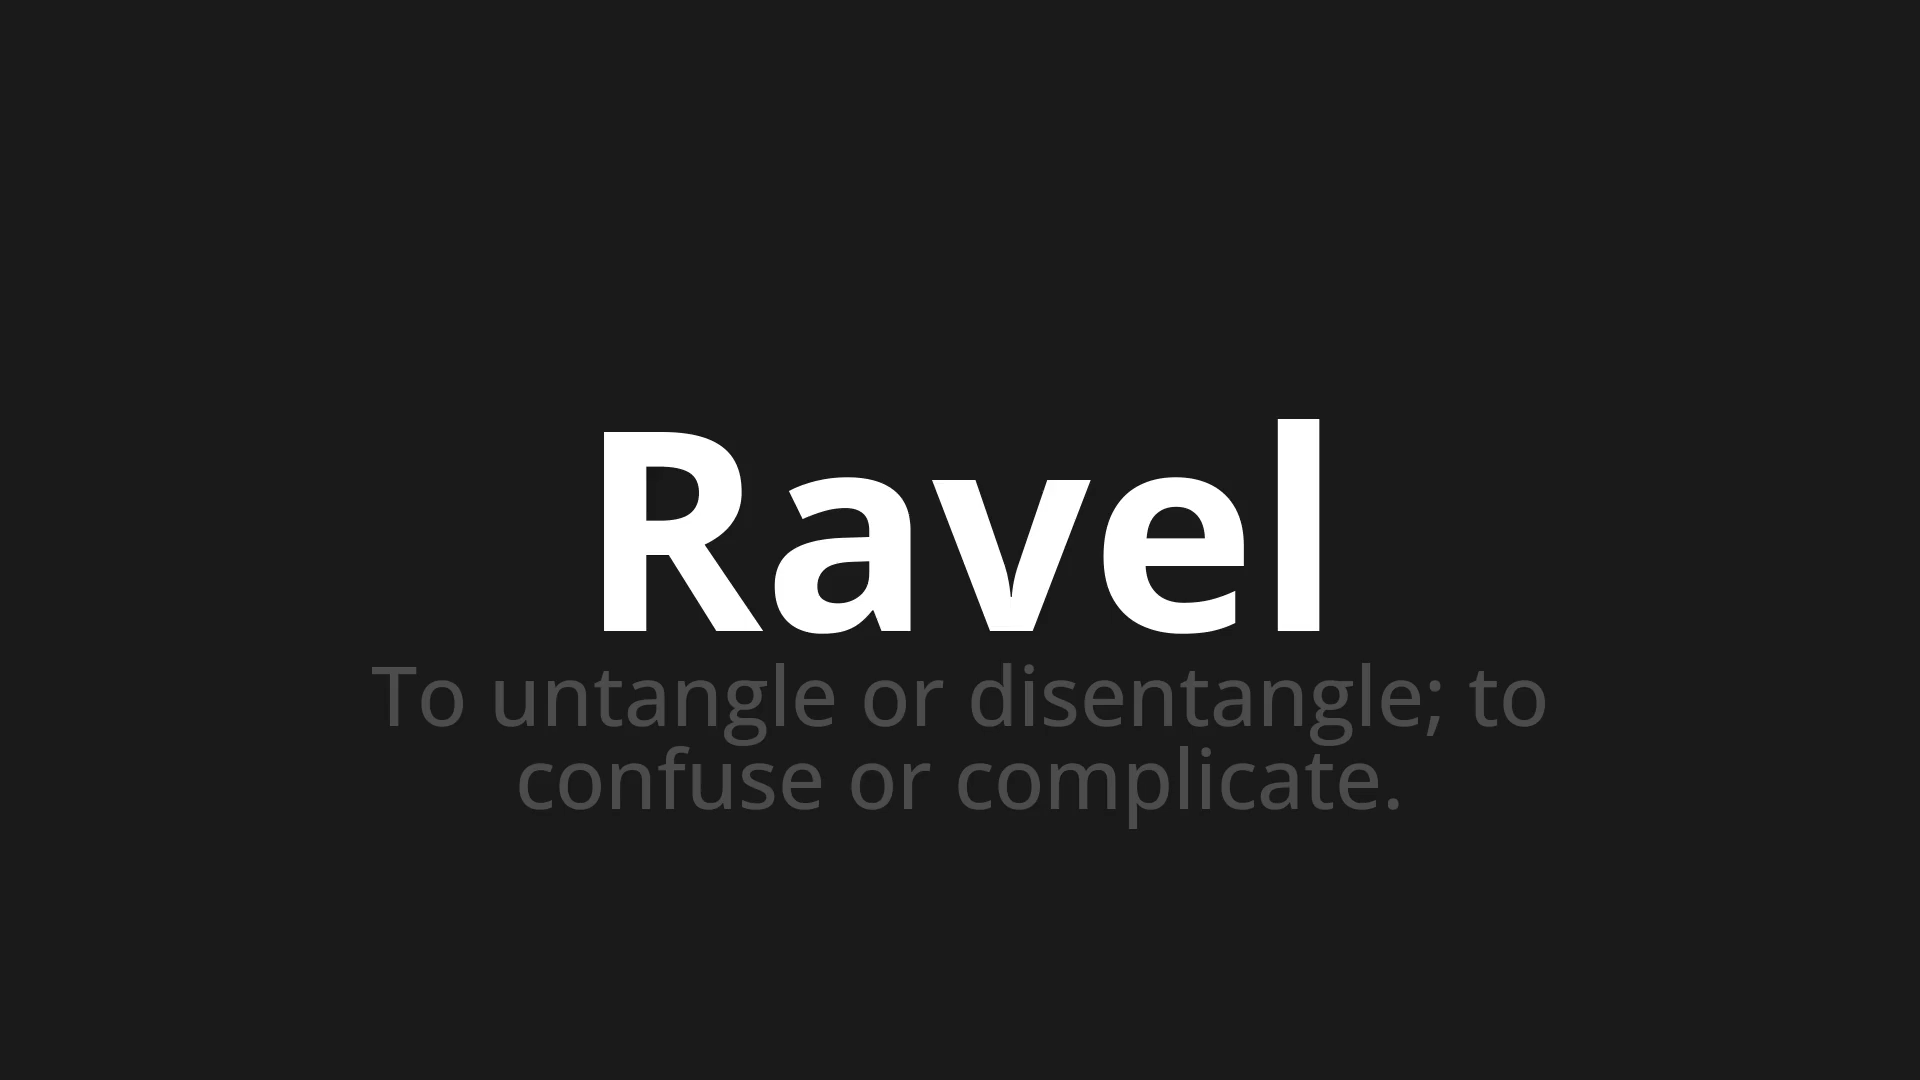 Ravel
To untangle or disentangle; to
confuse or complicate.